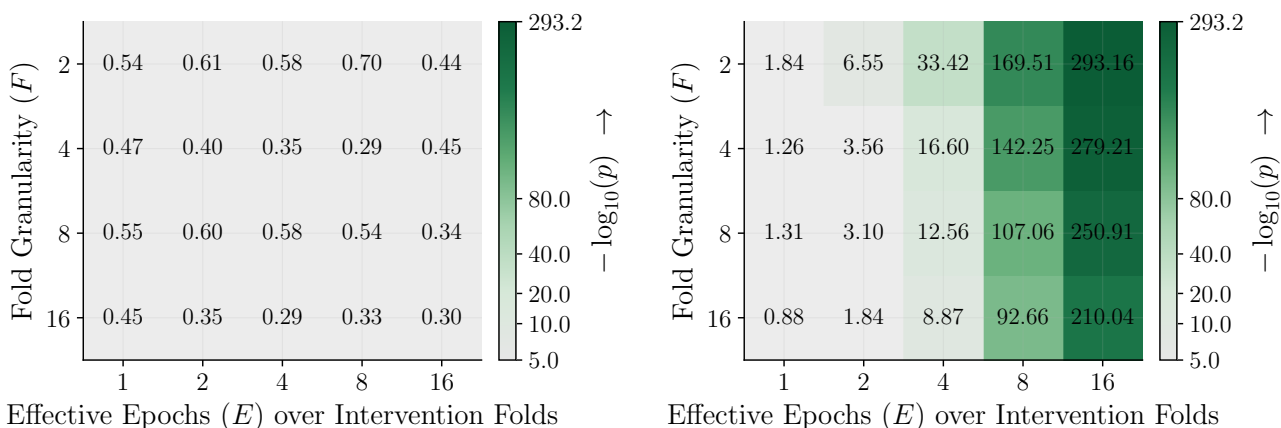 Fold Granularity (F)
2 0.54 0.61 0.58 0.70 0.44
4 0.47 0.40 0.35 0.29 0.45
8 0.55 0.60 0.58 0.54 0.34
16 0.45 0.35 0.29 0.33 0.30
1 2 4 8 16
Effective Epochs (E) over Intervention Folds
293.2
80.0
40.0
20.0
10.0
5.0
− log₁₀(p) →
Fold Granularity (F)
2 1.84 6.55 33.42 169.51 293.16
4 1.26 3.56 16.60 142.25 279.21
8 1.31 3.10 12.56 107.06 250.91
16 0.88 1.84 8.87 92.66 210.04
1 2 4 8 16
Effective Epochs (E) over Intervention Folds
293.2
80.0
40.0
20.0
10.0
5.0
− log₁₀(p) →